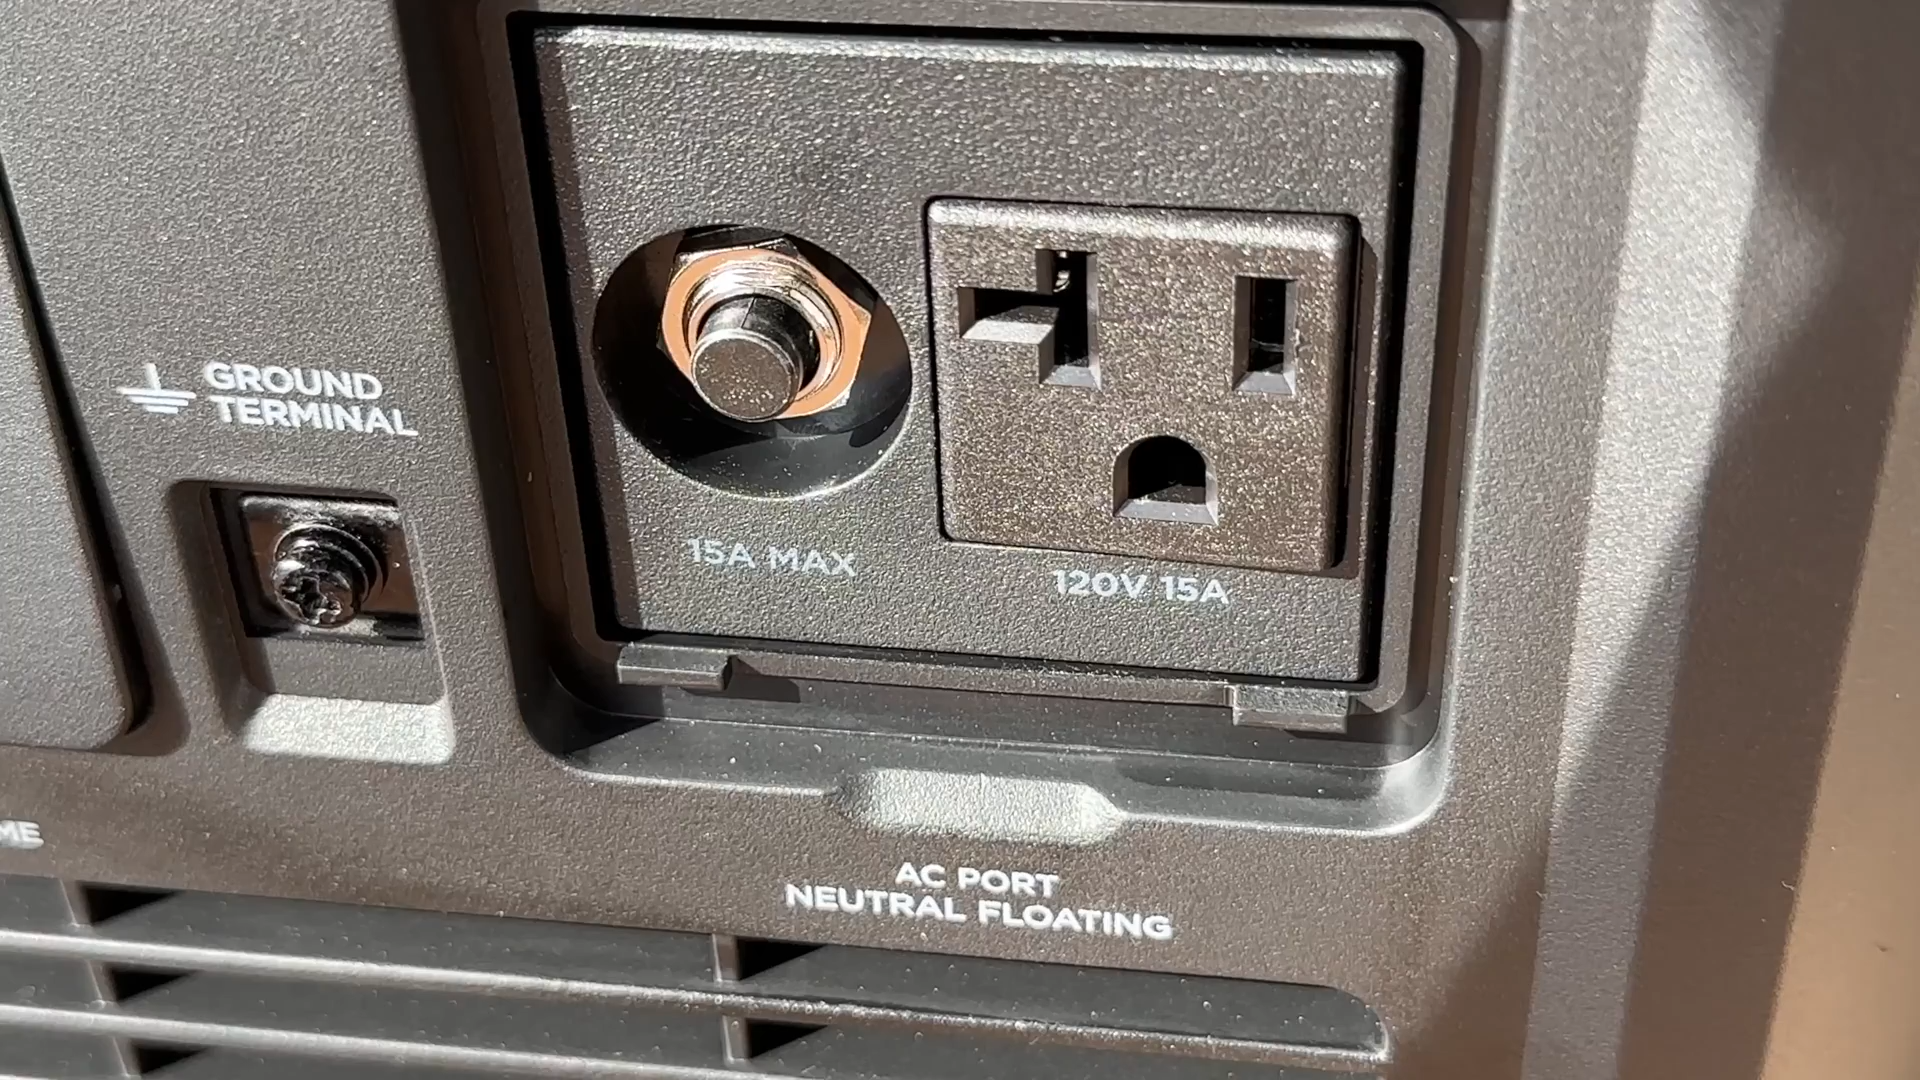 GROUND
TERMINAL
15A MAX
120V 15A
AC PORT
NEUTRAL FLOATING